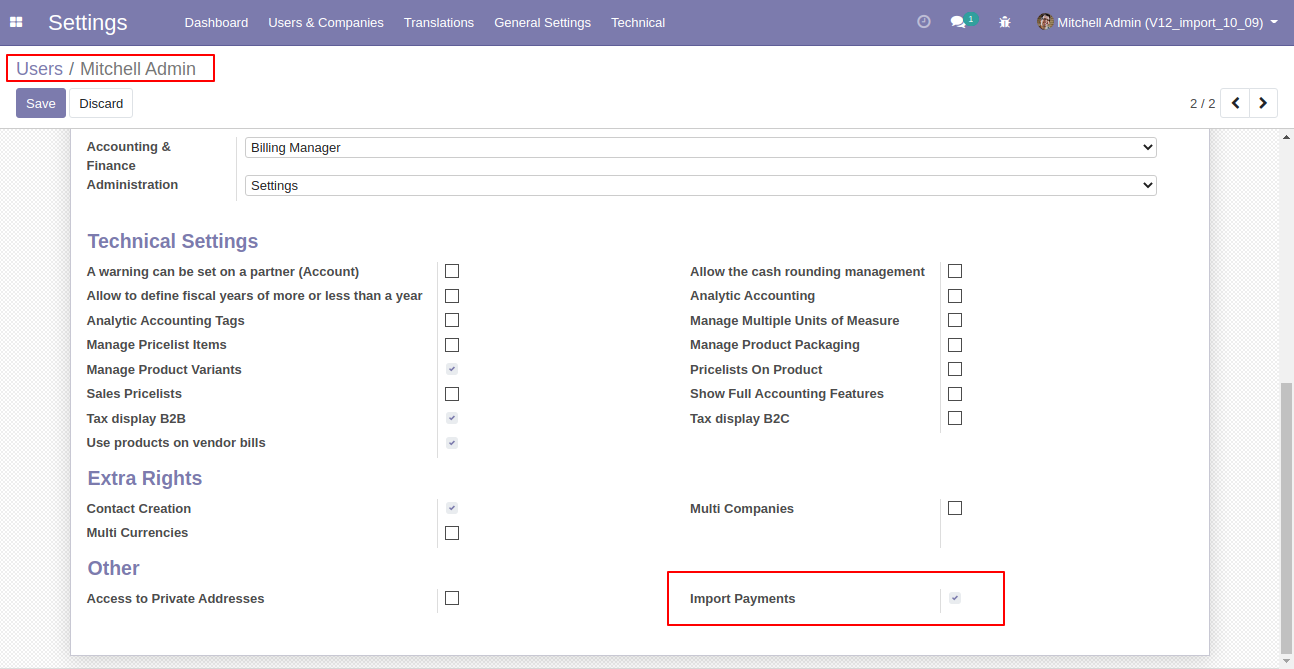 Settings Dashboard Users & Companies Translations General Settings Technical 1 Mitchell Admin (V12_import_10_09)
Users / Mitchell Admin
Save Discard 2 / 2
Accounting & Finance Billing Manager
Administration Settings
Technical Settings
A warning can be set on a partner (Account) Allow the cash rounding management
Allow to define fiscal years of more or less than a year Analytic Accounting
Analytic Accounting Tags Manage Multiple Units of Measure
Manage Pricelist Items Manage Product Packaging
Manage Product Variants Pricelists On Product
Sales Pricelists Show Full Accounting Features
Tax display B2B Tax display B2C
Use products on vendor bills
Extra Rights
Contact Creation Multi Companies
Multi Currencies
Other
Access to Private Addresses Import Payments